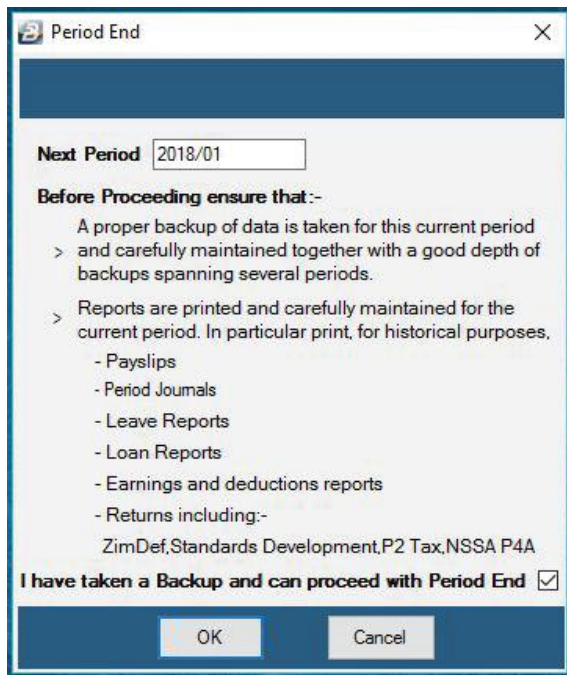 Period End
Next Period 2018/01
Before Proceeding ensure that:-
A proper backup of data is taken for this current period
> and carefully maintained together with a good depth of
backups spanning several periods.
> Reports are printed and carefully maintained for the
current period. In particular print, for historical purposes,
- Payslips
- Period Journals
- Leave Reports
- Loan Reports
- Earnings and deductions reports
- Returns including:-
ZimDef,Standards Development,P2 Tax,NSSA P4A
I have taken a Backup and can proceed with Period End
OK Cancel